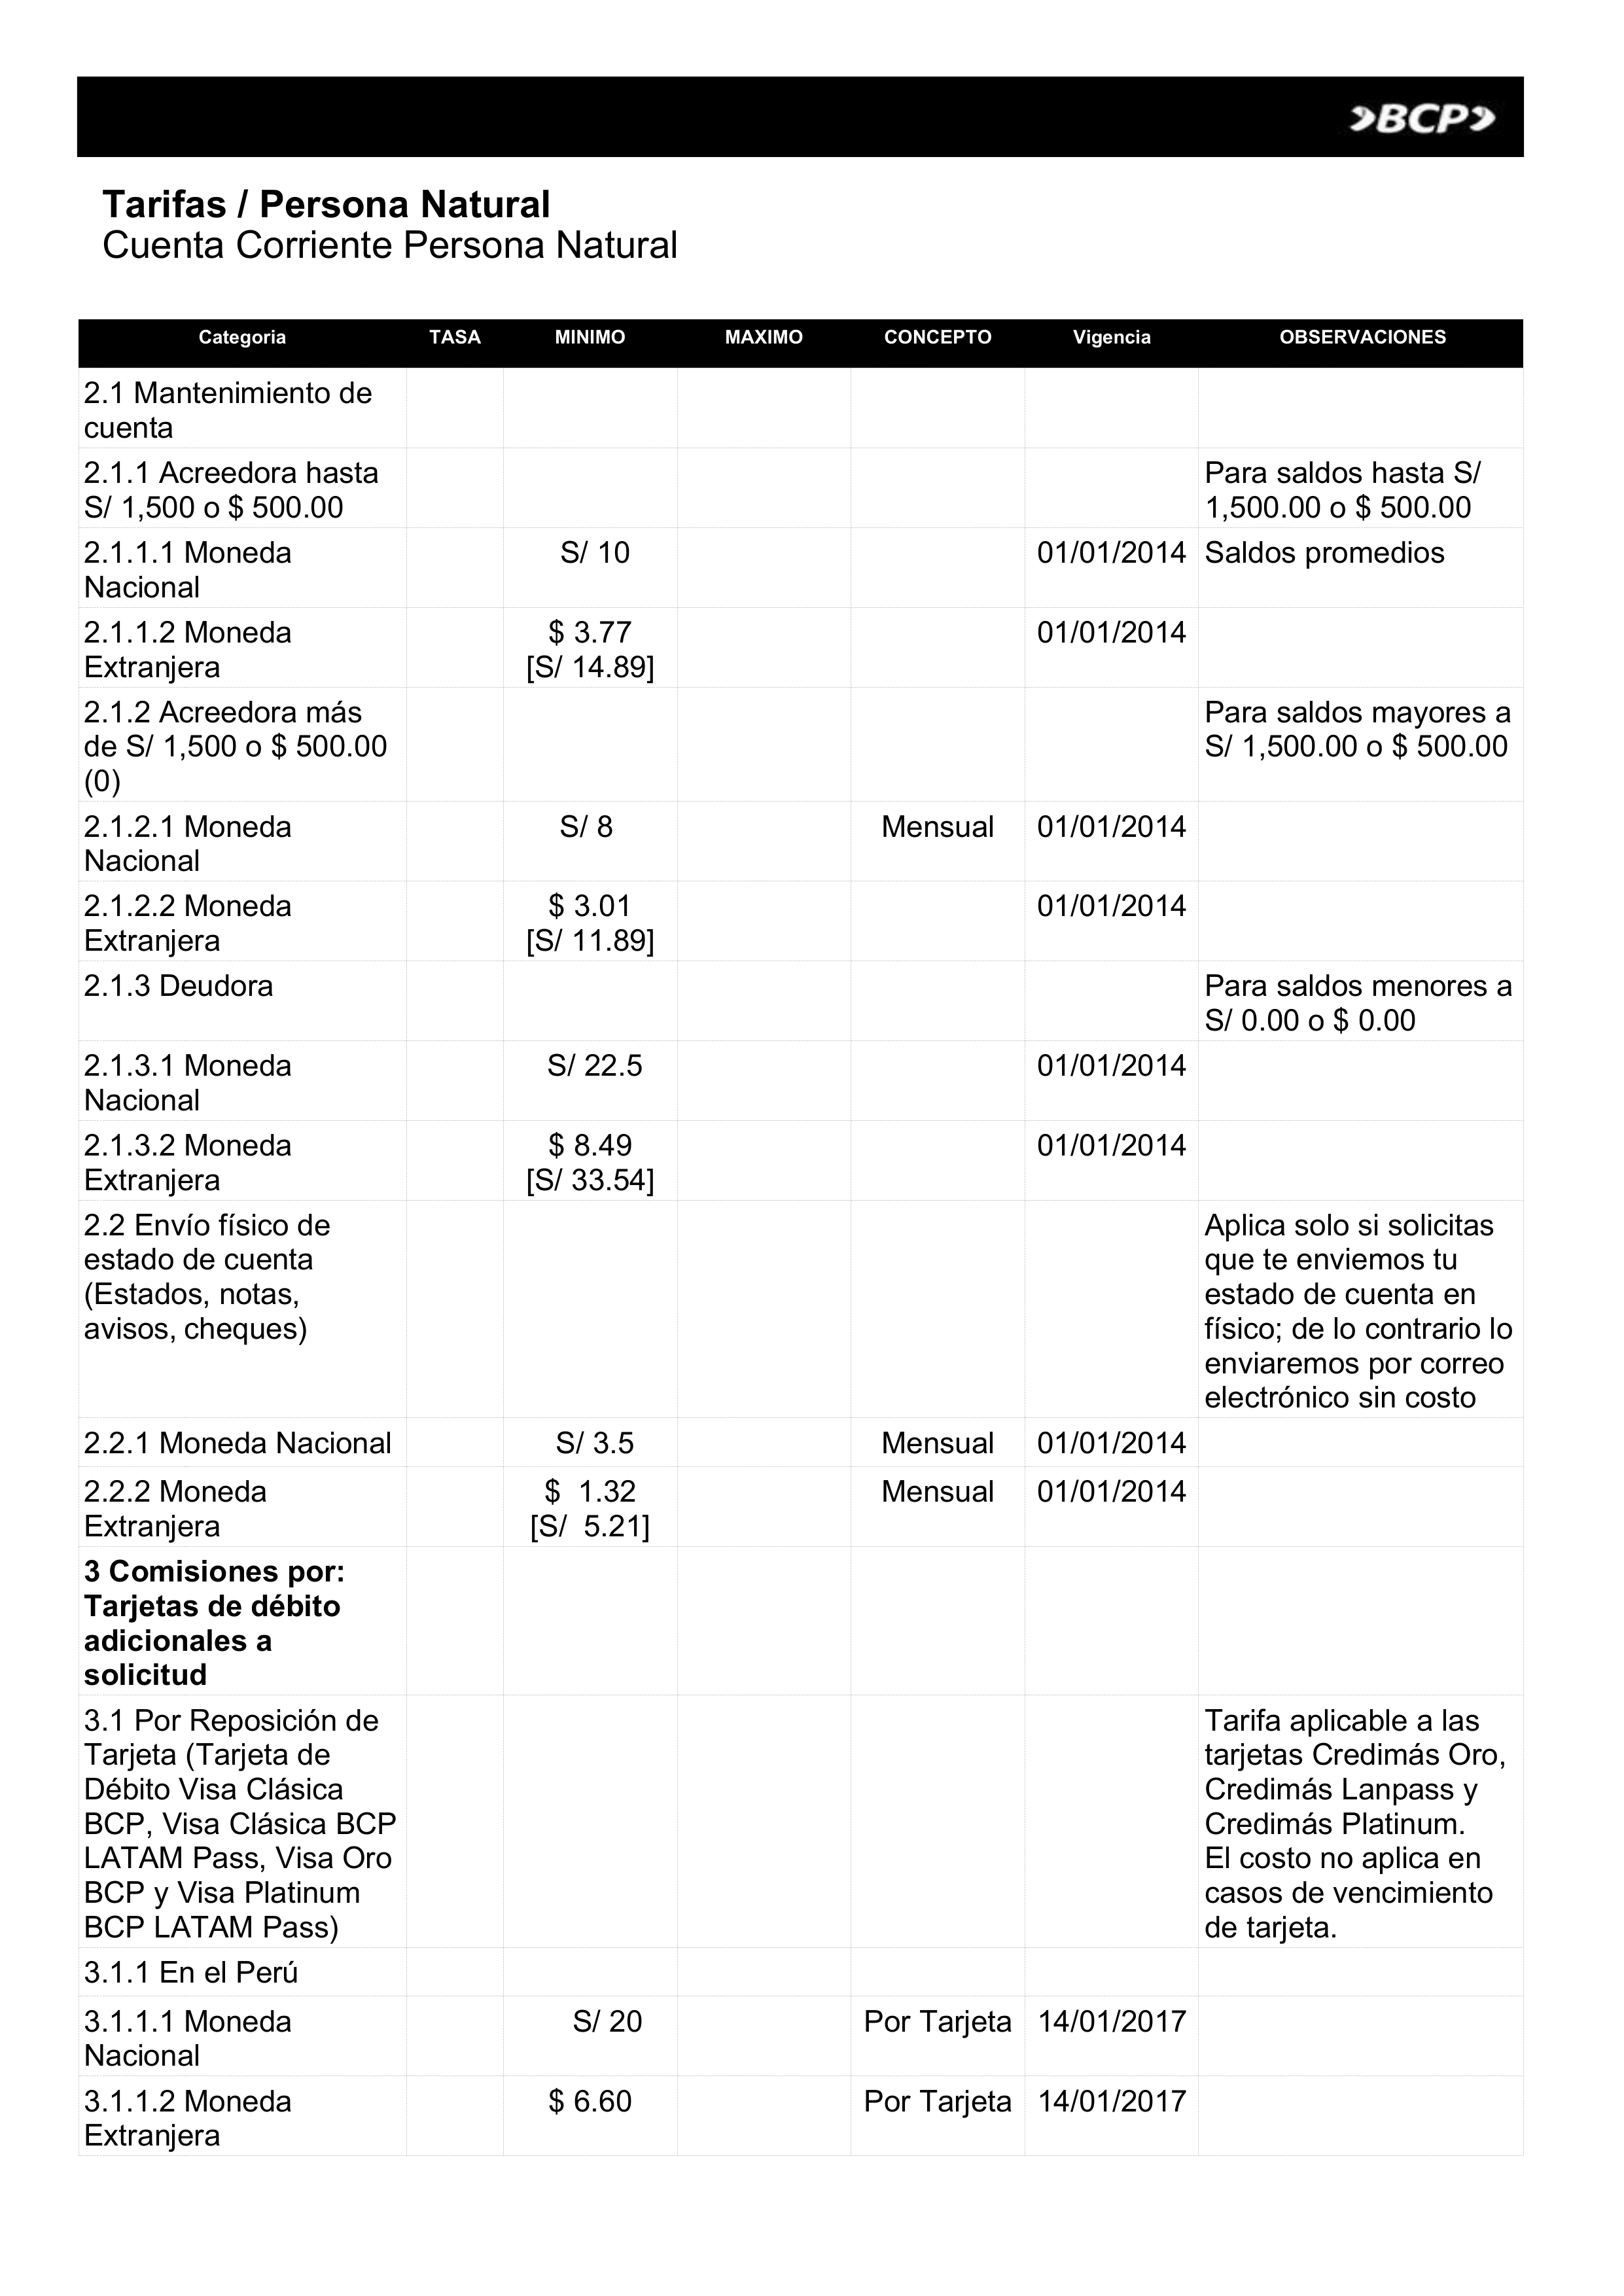 BCP
Tarifas / Persona Natural
Cuenta Corriente Persona Natural
Categoria TASA MINIMO MAXIMO CONCEPTO Vigencia OBSERVACIONES
2.1 Mantenimiento de
cuenta
2.1.1 Acreedora hasta
S/ 1,500 o $ 500.00
Para saldos hasta S/
1,500.00 o $ 500.00
2.1.1.1 Moneda
Nacional
S/ 10
01/01/2014
Saldos promedios
2.1.1.2 Moneda
Extranjera
$ 3.77
[S/ 14.89]
01/01/2014
2.1.2 Acreedora más
de S/ 1,500 o $ 500.00
(0)
Para saldos mayores a
S/ 1,500.00 o $ 500.00
2.1.2.1 Moneda
Nacional
S/ 8
Mensual
01/01/2014
2.1.2.2 Moneda
Extranjera
$ 3.01
[S/ 11.89]
01/01/2014
2.1.3 Deudora
Para saldos menores a
S/ 0.00 o $ 0.00
2.1.3.1 Moneda
Nacional
S/ 22.5
01/01/2014
2.1.3.2 Moneda
Extranjera
$ 8.49
[S/ 33.54]
01/01/2014
2.2 Envío físico de
estado de cuenta
(Estados, notas,
avisos, cheques)
Aplica solo si solicitas
que te enviemos tu
estado de cuenta en
físico; de lo contrario lo
enviaremos por correo
electrónico sin costo
2.2.1 Moneda Nacional
S/ 3.5
Mensual
01/01/2014
2.2.2 Moneda
Extranjera
$ 1.32
[S/ 5.21]
Mensual
01/01/2014
3 Comisiones por:
Tarjetas de débito
adicionales a
solicitud
3.1 Por Reposición de
Tarjeta (Tarjeta de
Débito Visa Clásica
BCP, Visa Clásica BCP
LATAM Pass, Visa Oro
BCP y Visa Platinum
BCP LATAM Pass)
Tarifa aplicable a las
tarjetas Credimás Oro,
Credimás Lanpass y
Credimás Platinum.
El costo no aplica en
casos de vencimiento
de tarjeta.
3.1.1 En el Perú
3.1.1.1 Moneda
Nacional
S/ 20
Por Tarjeta
14/01/2017
3.1.1.2 Moneda
Extranjera
$ 6.60
Por Tarjeta
14/01/2017